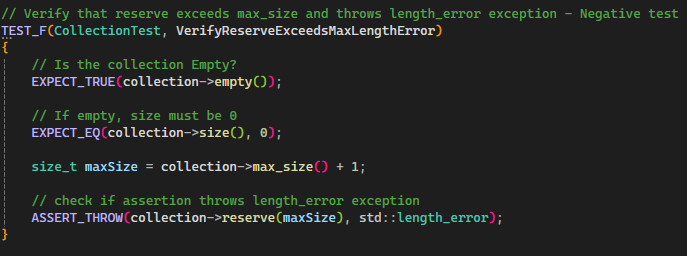 // Verify that reserve exceeds max_size and throws length_error exception - Negative test
TEST_F(CollectionTest, VerifyReserveExceedsMaxLengthError)
{
// Is the collection Empty?
EXPECT_TRUE(collection->empty());
// If empty, size must be 0
EXPECT_EQ(collection->size(), 0);
size_t maxSize = collection->max_size() + 1;
// check if assertion throws length_error exception
ASSERT_THROW(collection->reserve(maxSize), std::length_error);
}